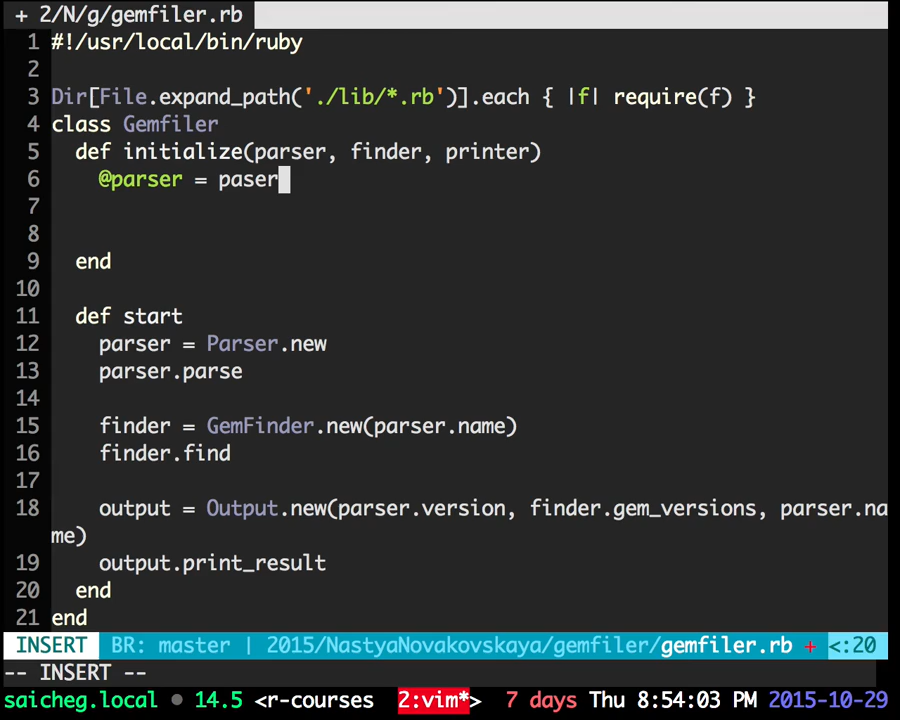 + 2/N/g/gemfiler.rb
1 #!/usr/local/bin/ruby
2
3 Dir[File.expand_path('./lib/*.rb')].each { |f| require(f) }
4 class Gemfiler
5   def initialize(parser, finder, printer)
6     @parser = paser
7
8
9   end
10
11   def start
12     parser = Parser.new
13     parser.parse
14
15     finder = GemFinder.new(parser.name)
16     finder.find
17
18     output = Output.new(parser.version, finder.gem_versions, parser.na
me)
19     output.print_result
20   end
21 end
INSERT BR: master | 2015/NastyaNovakovskaya/gemfiler/gemfiler.rb + <:20
-- INSERT --
saicheg.local • 14.5 <r-courses 2:vim*> 7 days Thu 8:54:03 PM 2015-10-29